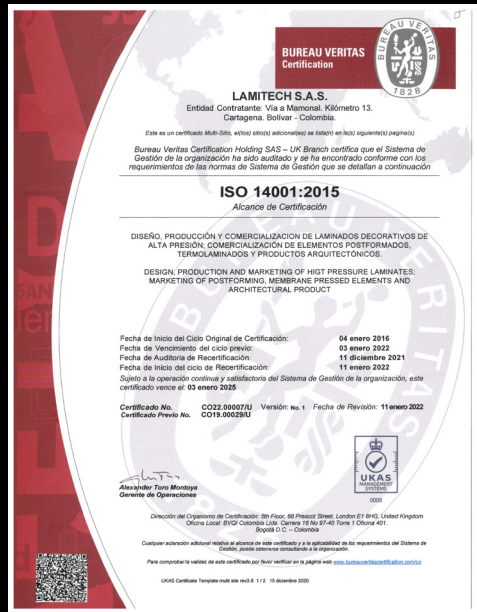 BUREAU VERITAS
Certification
BUREAU VERITAS
1828
LAMITECH S.A.S.
Entidad Contratante: Vía a Mamonal. Kilómetro 13.
Cartagena. Bolívar - Colombia.
Este es un certificado Multi-Sitio, el(los) sitio(s) adicional(es) se lista(n) en la(s) siguiente(s) pagina(s)
Bureau Veritas Certification Holding SAS – UK Branch certifica que el Sistema de
Gestión de la organización ha sido auditado y se ha encontrado conforme con los
requerimientos de las normas de Sistema de Gestión que se detallan a continuación
ISO 14001:2015
Alcance de Certificación
DISEÑO, PRODUCCIÓN Y COMERCIALIZACION DE LAMINADOS DECORATIVOS DE
ALTA PRESIÓN; COMERCIALIZACIÓN DE ELEMENTOS POSTFORMADOS,
TERMOLAMINADOS Y PRODUCTOS ARQUITECTÓNICOS.
DESIGN, PRODUCTION AND MARKETING OF HIGT PRESSURE LAMINATES;
MARKETING OF POSTFORMING, MEMBRANE PRESSED ELEMENTS AND
ARCHITECTURAL PRODUCT
Fecha de Inicio del Ciclo Original de Certificación: 04 enero 2016
Fecha de Vencimiento del ciclo previo: 03 enero 2022
Fecha de Auditoria de Recertificación: 11 diciembre 2021
Fecha de Inicio del ciclo de Recertificación: 11 enero 2022
Sujeto a la operación continua y satisfactoria del Sistema de Gestión de la organización, este
certificado vence el: 03 enero 2025
Certificado No. CO22.00007/U Versión: No. 1 Fecha de Revisión: 11 enero 2022
Certificado Previo No. CO19.00029/U
Alexander Toro Montoya
Gerente de Operaciones
UKAS
MANAGEMENT
SYSTEMS
0008
Dirección del Organismo de Certificación: 5th Floor, 66 Prescot Street, London E1 8HG, United Kingdom
Oficina Local: BVQI Colombia Ltda. Carrera 16 No 97-40 Torre 1 Oficina 401.
Bogotá D.C. – Colombia
Cualquier aclaración adicional relativa al alcance de este certificado y a la aplicabilidad de los requerimientos del Sistema de
Gestión, puede obtenerse consultando a la organización.
Para comprobar la validez de este certificado por favor verificar en la página web www.bureauveritascertification.com/co
UKAS Certificate Template multi site rev3.8 1 / 2 15 diciembre 2020